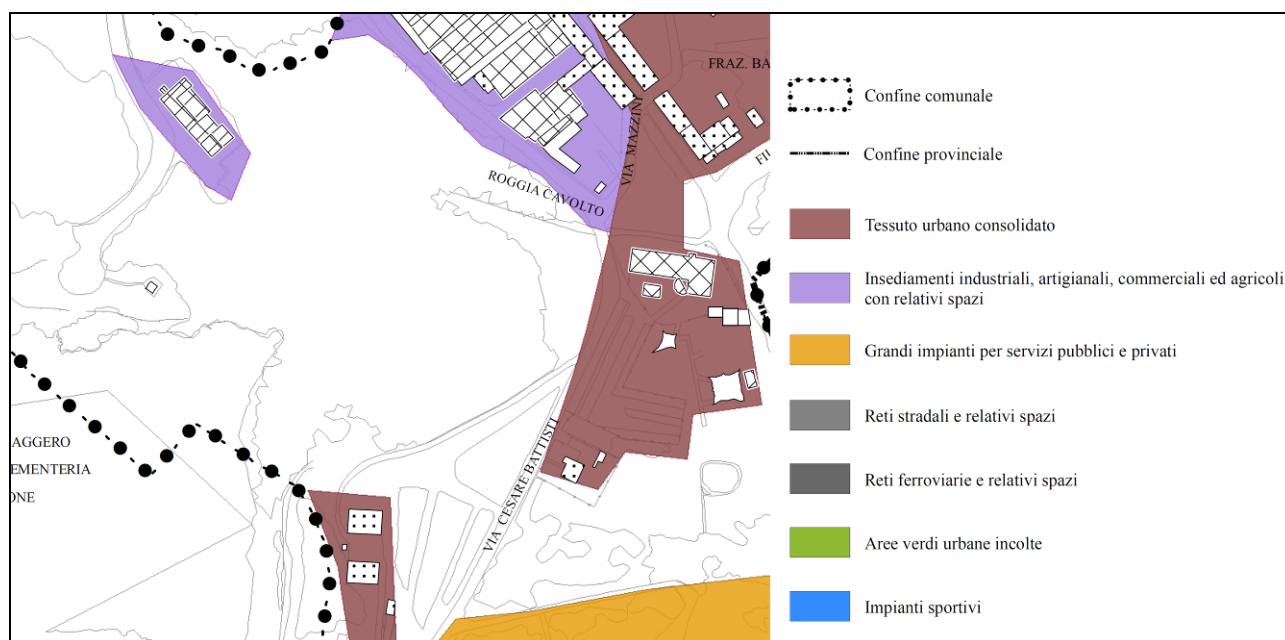 FRAZ. BA
VIA MAZZINI
FIU
ROGGIA CAVOLTO
VIA CESARE BATTISTI
AGGERO
EMENTERIA
ONE
Confine comunale
Confine provinciale
Tessuto urbano consolidato
Insediamenti industriali, artigianali, commerciali ed agricoli
con relativi spazi
Grandi impianti per servizi pubblici e privati
Reti stradali e relativi spazi
Reti ferroviarie e relativi spazi
Aree verdi urbane incolte
Impianti sportivi